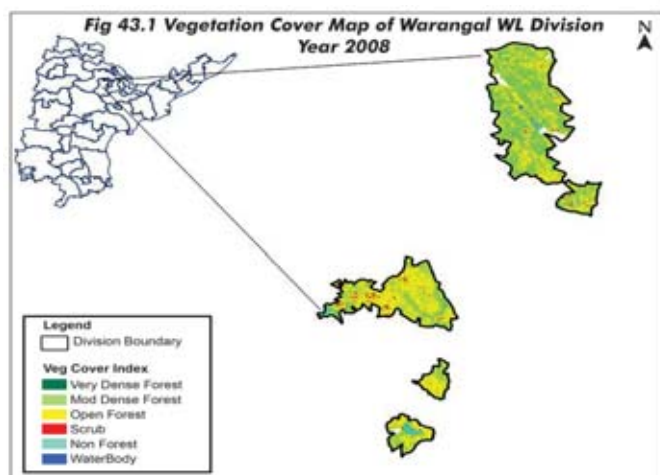 Fig 43.1 Vegetation Cover Map of Warangal WL Division
Year 2008
N
Legend
Division Boundary
Veg Cover Index
Very Dense Forest
Mod Dense Forest
Open Forest
Scrub
Non Forest
WaterBody